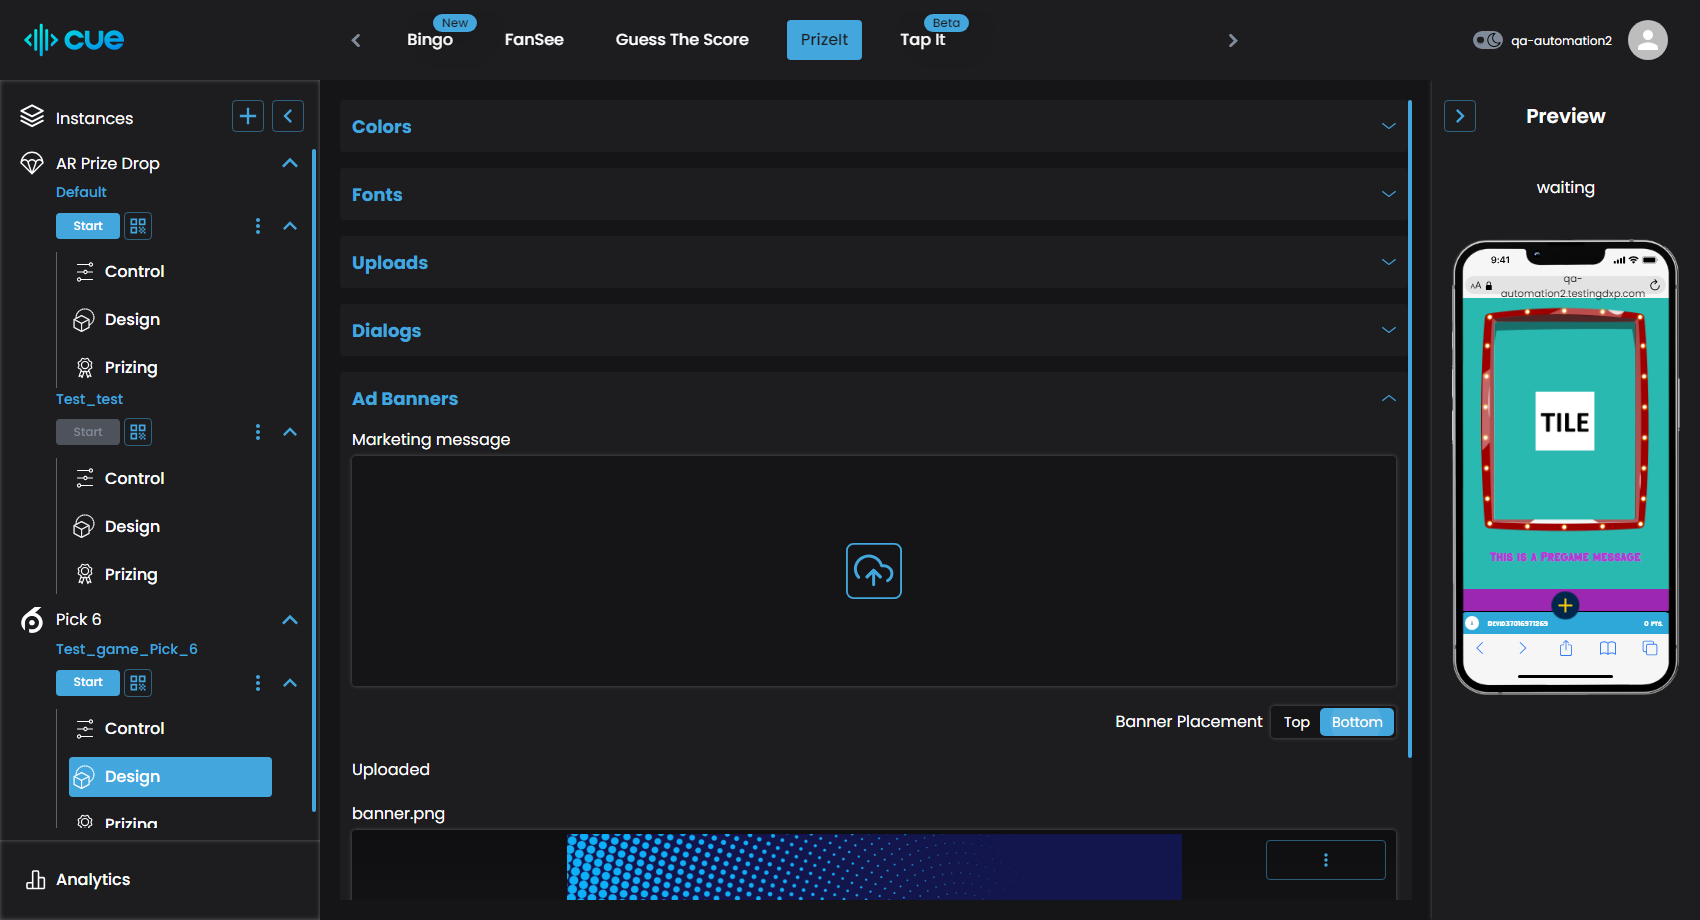 cue
Bingo
New
FanSee
Guess The Score
PrizeIt
Tap It
Beta
qa-automation2
Instances
AR Prize Drop
Default
Start
Control
Design
Prizing
Test_test
Start
Control
Design
Prizing
Pick 6
Test_game_Pick_6
Start
Control
Design
Prizing
Analytics
Colors
Fonts
Uploads
Dialogs
Ad Banners
Marketing message
Banner Placement Top Bottom
Uploaded
banner.png
Preview
waiting
9:41
AA qa-
automation2.testingdxp.com
TILE
This is a Pregame message
DEVID37016971269 0 PTS.